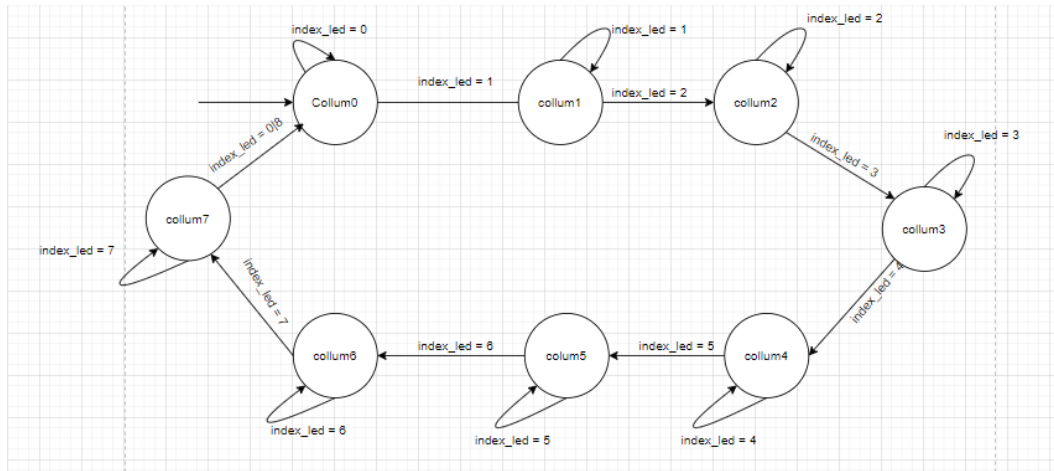 index_led = 0
index_led = 1
index_led = 2
index_led = 1
index_led = 2
Collum0
collum1
collum2
index_led = 0|8
index_led = 3
index_led = 3
collum7
collum3
index_led = 7
index_led = 7
index_led = 4
index_led = 6
index_led = 5
collum6
colum5
collum4
index_led = 6
index_led = 5
index_led = 4